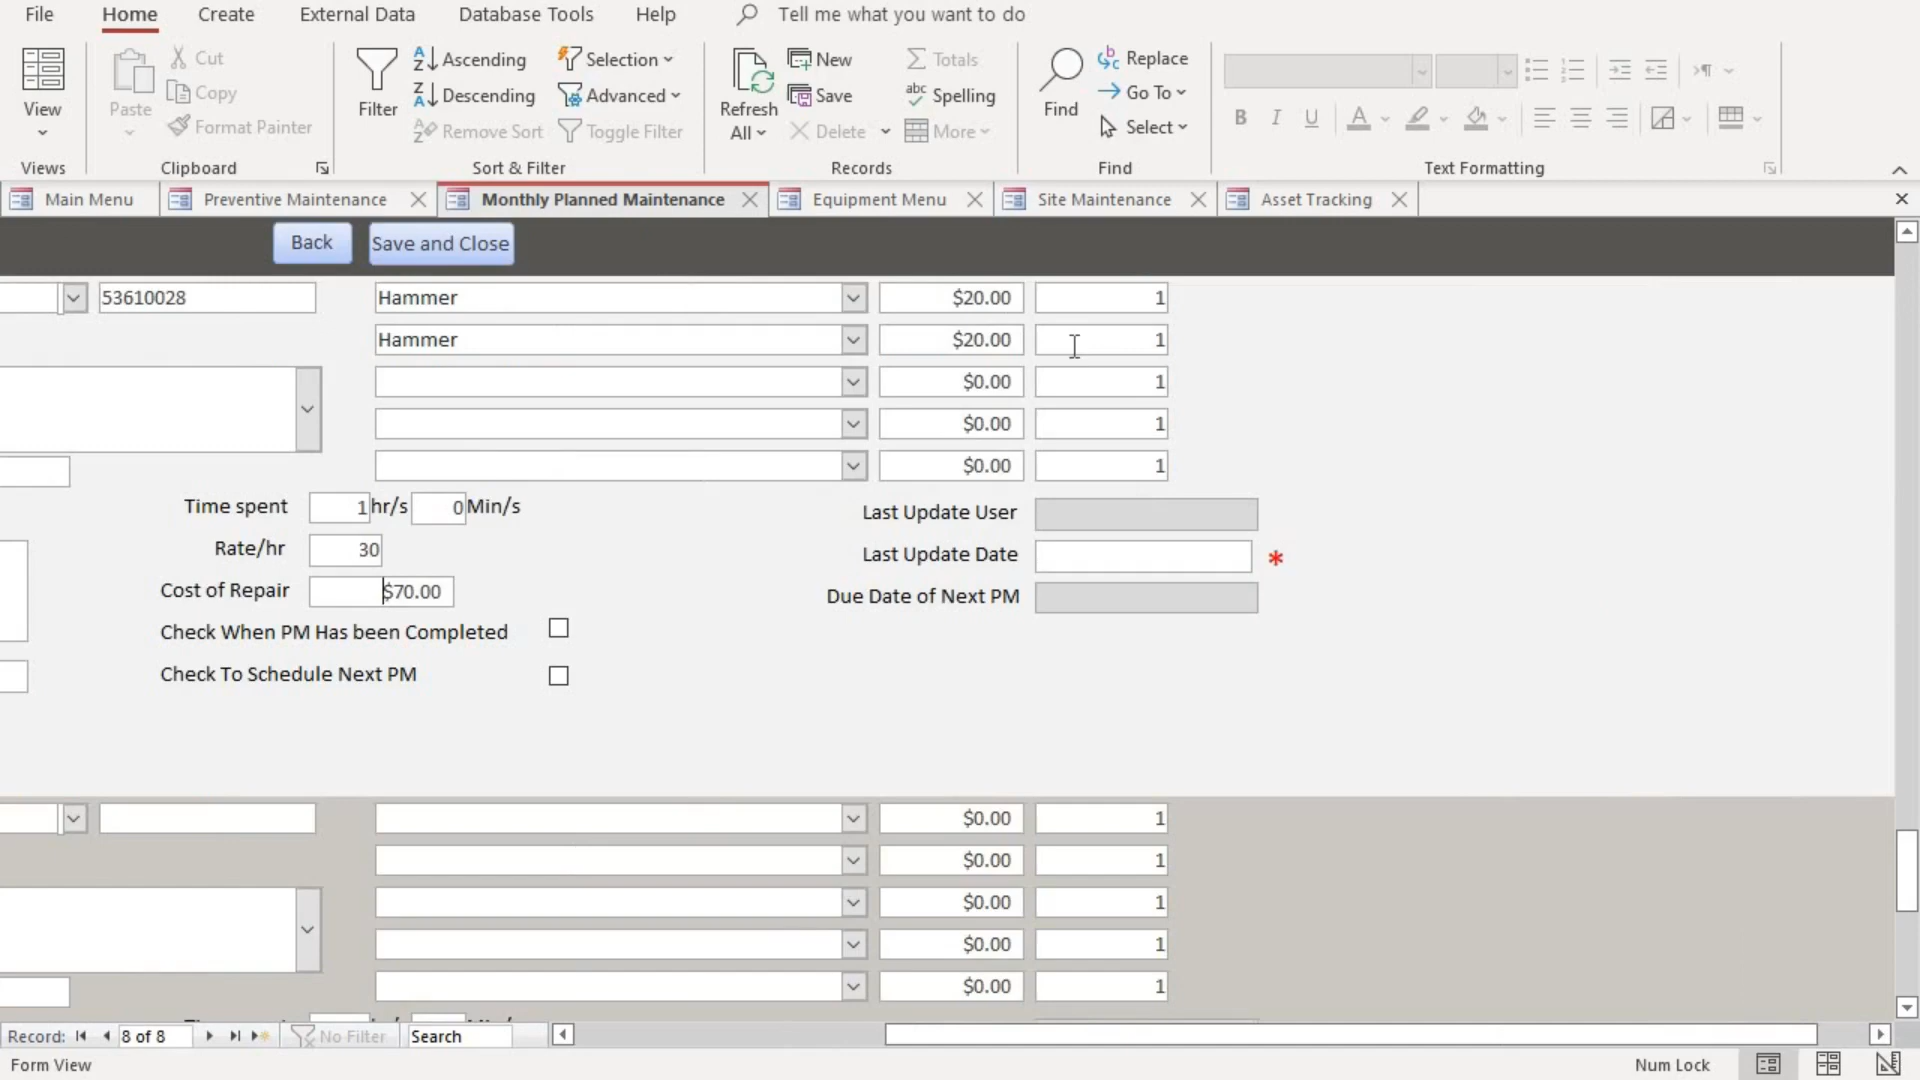 File Home Create External Data Database Tools Help Tell me what you want to do
View
Views
Paste
Cut
Copy
Format Painter
Clipboard
Filter
Ascending
Descending
Remove Sort
Selection
Advanced
Toggle Filter
Sort & Filter
Refresh
All
New
Save
Delete
Totals
Spelling
More
Records
Find
Replace
Go To
Select
Find
B I U A
Text Formatting
Main Menu Preventive Maintenance Monthly Planned Maintenance Equipment Menu Site Maintenance Asset Tracking
Back Save and Close
53610028 Hammer $20.00 1
Hammer $20.00 1
$0.00 1
$0.00 1
$0.00 1
Time spent 1 hr/s 0 Min/s
Rate/hr 30
Cost of Repair $70.00
Check When PM Has been Completed
Check To Schedule Next PM
Last Update User
Last Update Date *
Due Date of Next PM
$0.00 1
$0.00 1
$0.00 1
$0.00 1
$0.00 1
Record: 8 of 8 No Filter Search
Form View Num Lock